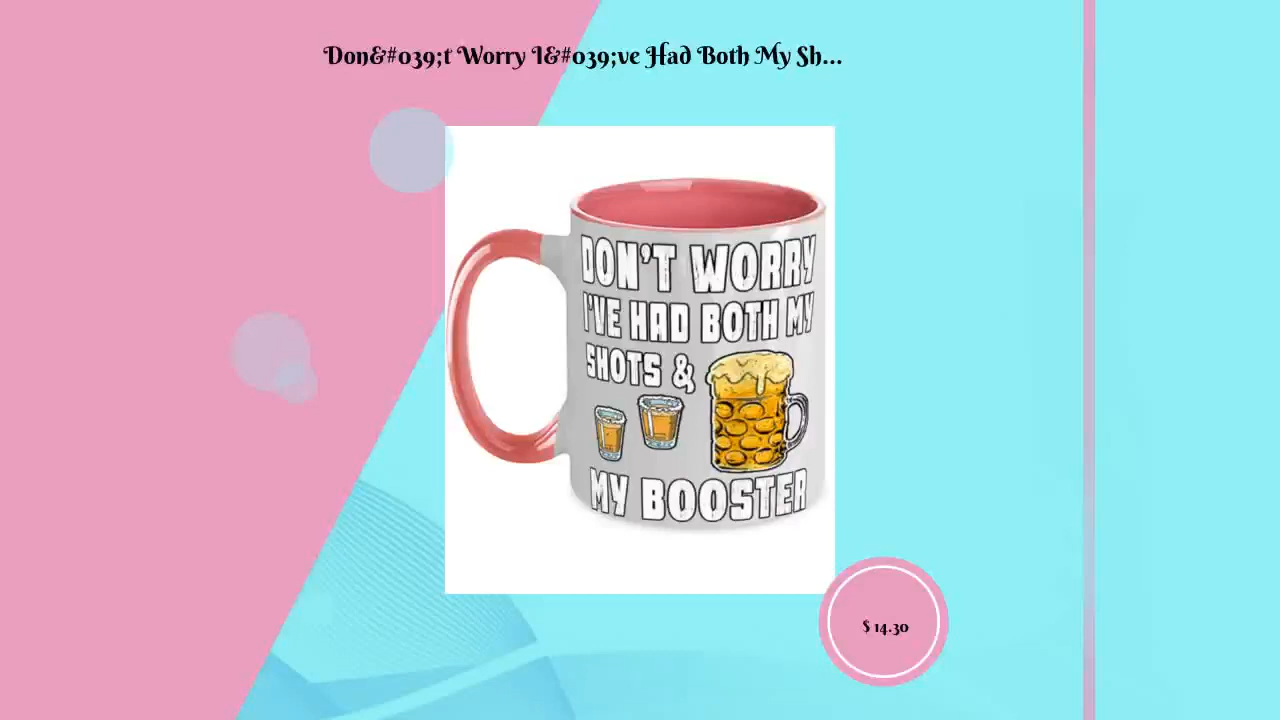 Don&#039;t Worry I&#039;ve Had Both My Sh...
DON'T WORRY
I'VE HAD BOTH MY
SHOTS &
MY BOOSTER
$ 14.30